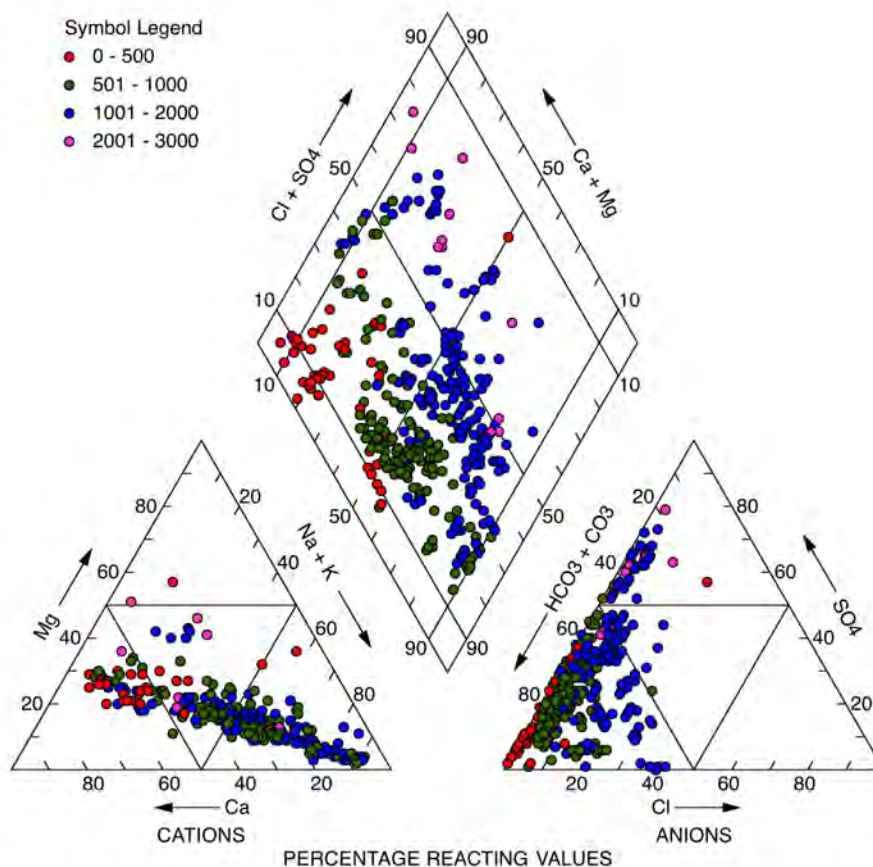 Symbol Legend
0 - 500
501 - 1000
1001 - 2000
2001 - 3000
90 90
Cl + SO4
Ca + Mg
50 50
10 10
10 10
50 50
90 90
Mg
Na + K
80 20
60 40
40 60
20 80
80 60 40 20
Ca
CATIONS
HCO3 + CO3
SO4
20 80
40 60
60 40
80 20
20 40 60 80
Cl
ANIONS
PERCENTAGE REACTING VALUES